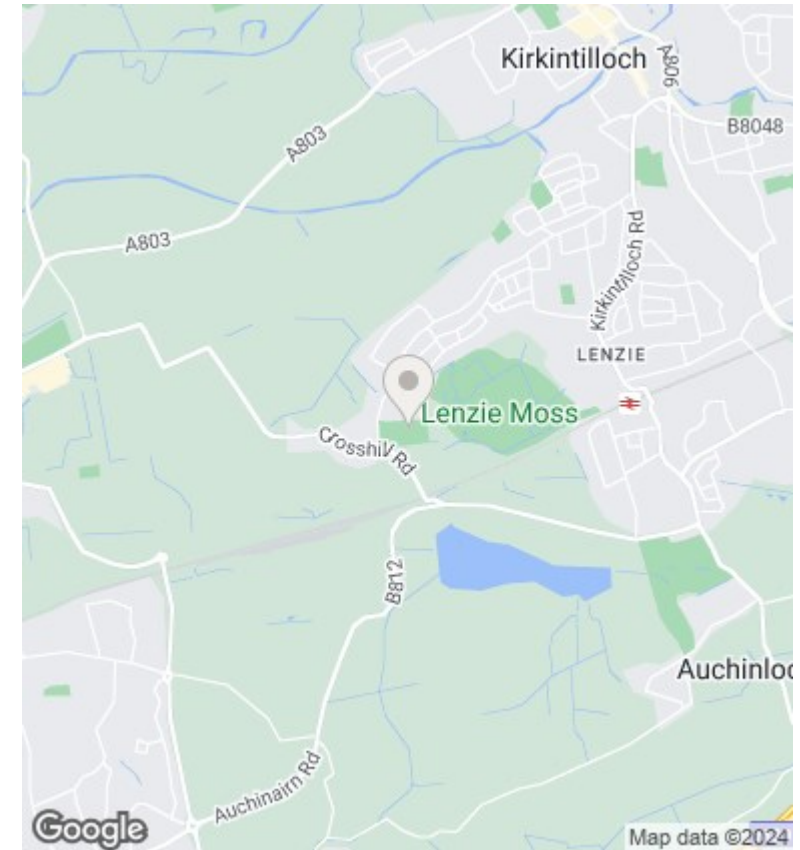 Kirkintilloch
A806
B8048
A803
A803
Kirkintilloch Rd
LENZIE
Lenzie Moss
Crosshill Rd
B812
Auchinloc
Auchinairn Rd
Google
Map data ©2024